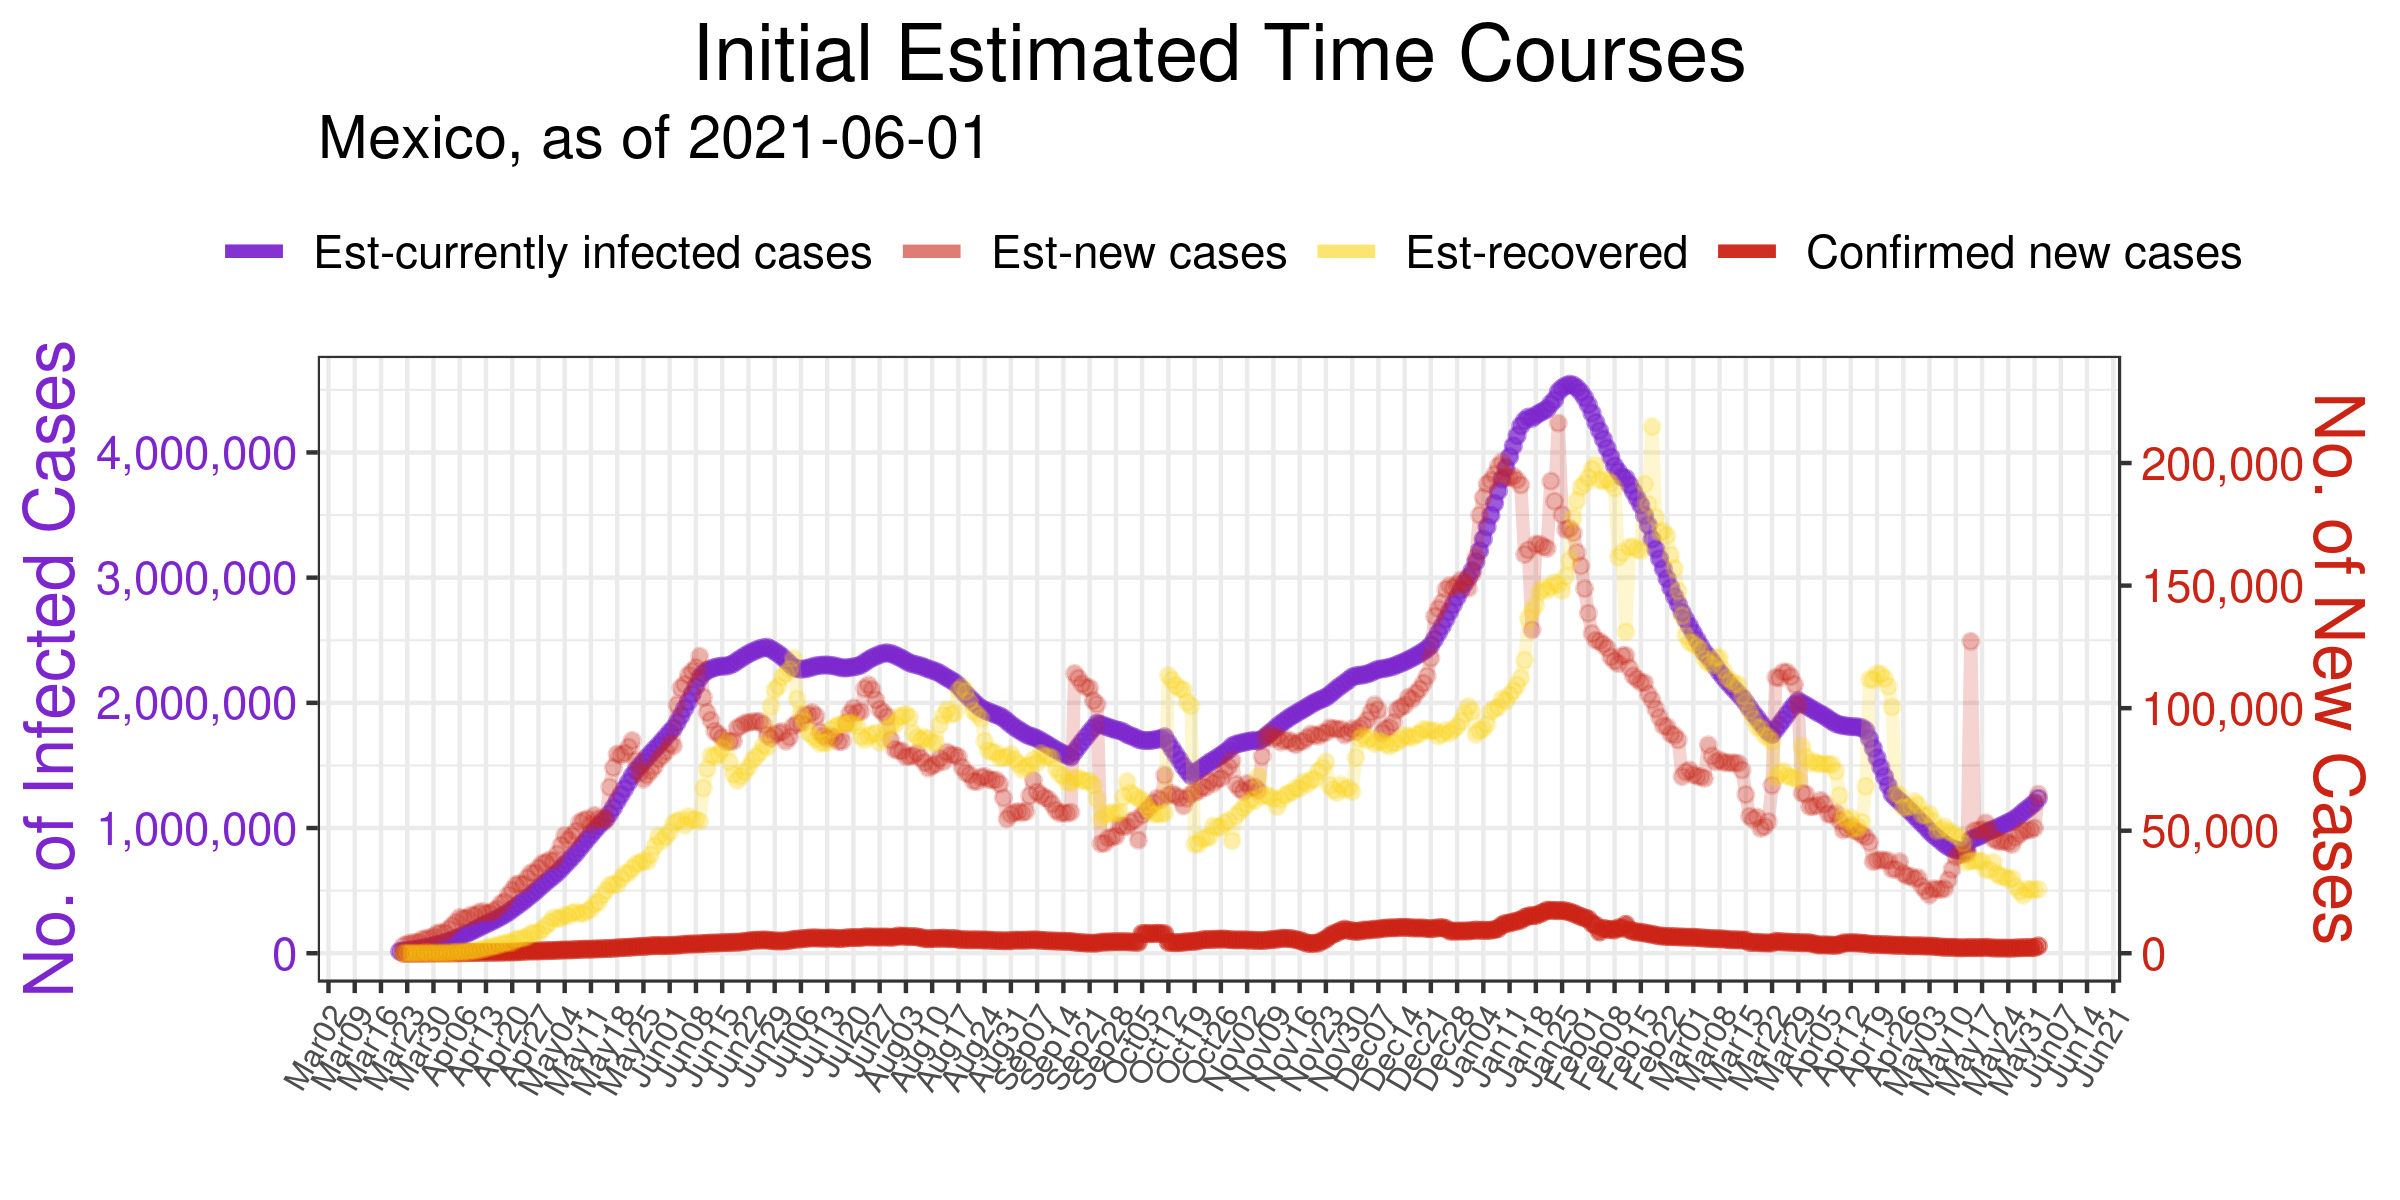 Initial Estimated Time Courses
Mexico, as of 2021-06-01
Est-currently infected cases Est-new cases Est-recovered Confirmed new cases
No. of Infected Cases
4,000,000
3,000,000
2,000,000
1,000,000
0
No. of New Cases
200,000
150,000
100,000
50,000
0
Mar02 Mar09 Mar16 Mar23 Mar30 Apr06 Apr13 Apr20 Apr27 May04 May11 May18 May25 Jun01 Jun08 Jun15 Jun22 Jun29 Jul06 Jul13 Jul20 Jul27 Aug03 Aug10 Aug17 Aug24 Aug31 Sep07 Sep14 Sep21 Sep28 Oct05 Oct12 Oct19 Oct26 Nov02 Nov09 Nov16 Nov23 Nov30 Dec07 Dec14 Dec21 Dec28 Jan04 Jan11 Jan18 Jan25 Feb01 Feb08 Feb15 Feb22 Mar01 Mar08 Mar15 Mar22 Mar29 Apr05 Apr12 Apr19 Apr26 May03 May10 May17 May24 May31 Jun07 Jun14 Jun21